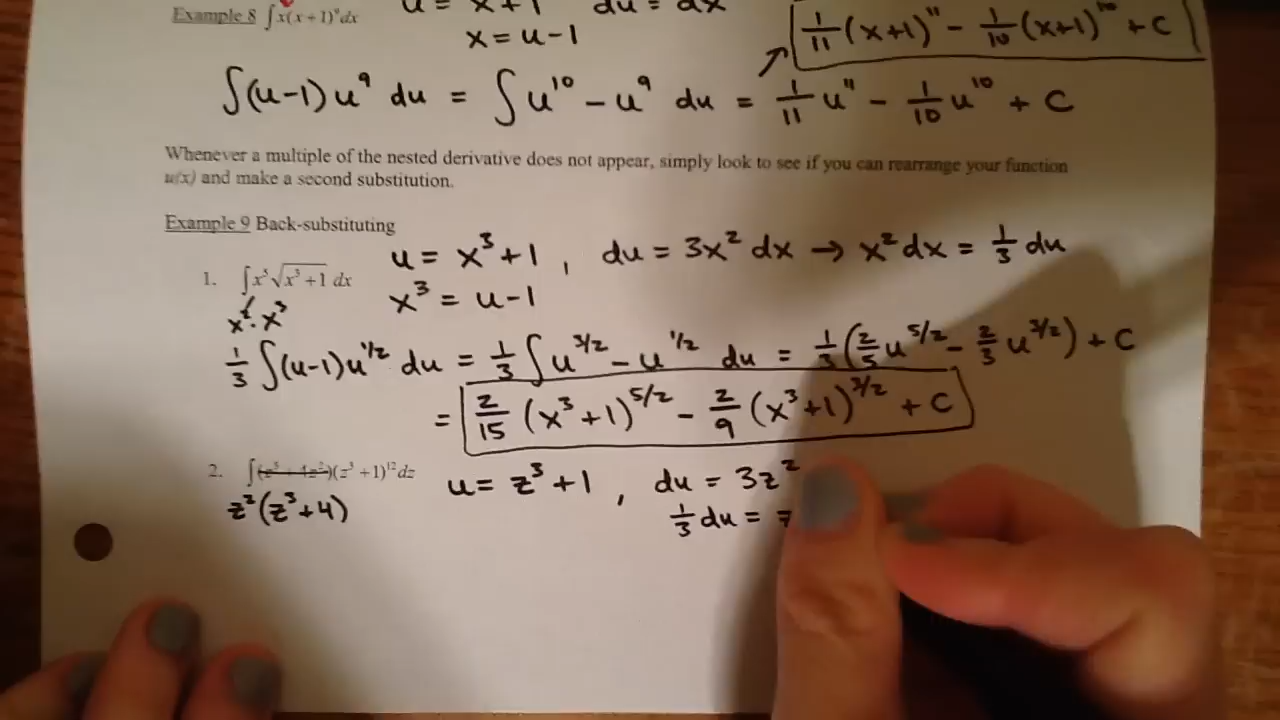 Example 8 ∫x(x+1)⁹dx u = x+1 du = dx
x = u-1
1/11 (x+1)¹¹ - 1/10 (x+1)¹⁰ + C
∫(u-1)u⁹ du = ∫u¹⁰ - u⁹ du = 1/11 u¹¹ - 1/10 u¹⁰ + C
Whenever a multiple of the nested derivative does not appear, simply look to see if you can rearrange your function
u(x) and make a second substitution.
Example 9 Back-substituting
u = x³+1 , du = 3x² dx → x² dx = 1/3 du
1. ∫x⁵√(x³+1) dx
x²·x³ x³ = u-1
1/3 ∫(u-1)u^(1/2) du = 1/3 ∫u^(3/2) - u^(1/2) du = 1/3 (2/5 u^(5/2) - 2/3 u^(3/2)) + C
= 2/15 (x³+1)^(5/2) - 2/9 (x³+1)^(3/2) + C
2. ∫(z⁵+4z²)(z³+1)¹²dz u = z³+1 , du = 3z²
z²(z³+4) 1/3 du = z